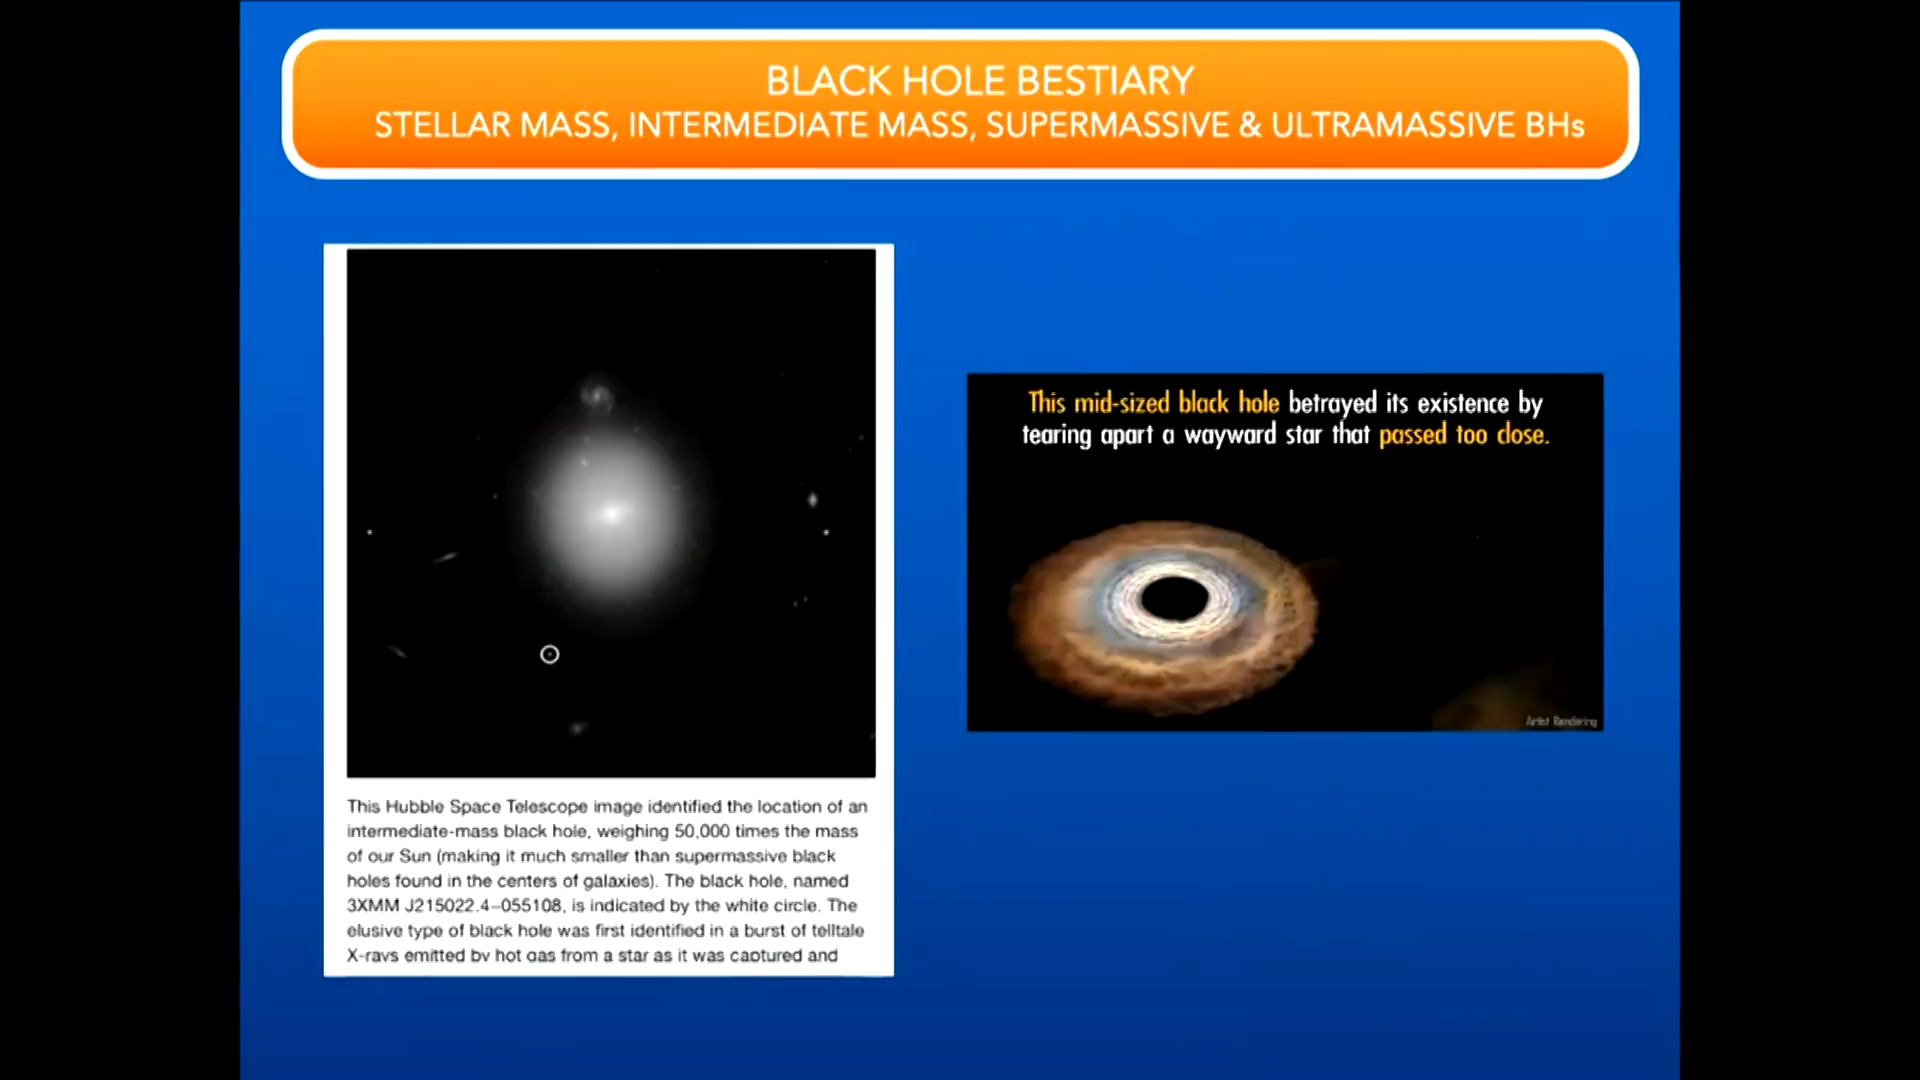 BLACK HOLE BESTIARY
STELLAR MASS, INTERMEDIATE MASS, SUPERMASSIVE & ULTRAMASSIVE BHs
This Hubble Space Telescope image identified the location of an
intermediate-mass black hole, weighing 50,000 times the mass
of our Sun (making it much smaller than supermassive black
holes found in the centers of galaxies). The black hole, named
3XMM J215022.4−055108, is indicated by the white circle. The
elusive type of black hole was first identified in a burst of telltale
X-rays emitted by hot gas from a star as it was captured and
This mid-sized black hole betrayed its existence by
tearing apart a wayward star that passed too close.
Artist Rendering